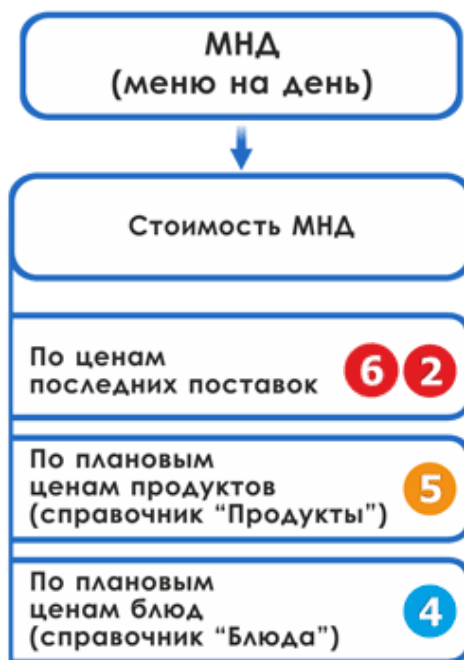 МНД
(меню на день)
Стоимость МНД
По ценам
последних поставок
6 2
По плановым
ценам продуктов
(справочник “Продукты”)
5
По плановым
ценам блюд
(справочник “Блюда”)
4